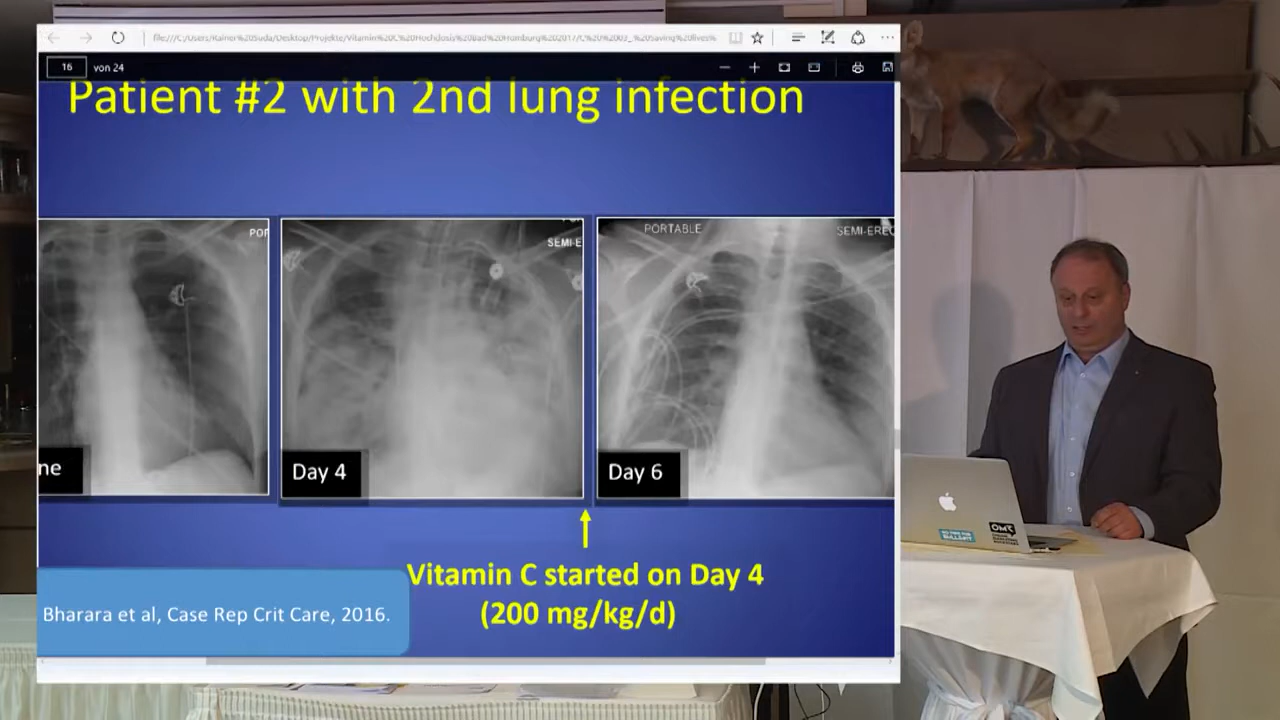 16 von 24
Patient #2 with 2nd lung infection
POR
SEMI-E
PORTABLE
SEMI-EREC
ne
Day 4
Day 6
Vitamin C started on Day 4
(200 mg/kg/d)
Bharara et al, Case Rep Crit Care, 2016.